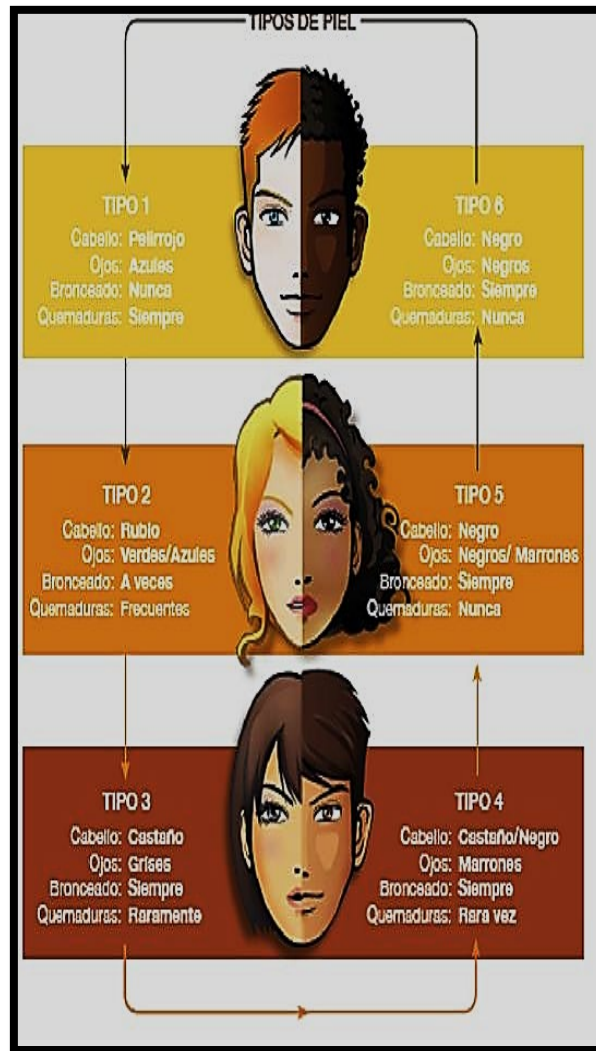 TIPOS DE PIEL
TIPO 1
Cabello: Pelirrojo
Ojos: Azules
Bronceado: Nunca
Quemaduras: Siempre
TIPO 6
Cabello: Negro
Ojos: Negros
Bronceado: Siempre
Quemaduras: Nunca
TIPO 2
Cabello: Rubio
Ojos: Verdes/Azules
Bronceado: A veces
Quemaduras: Frecuentes
TIPO 5
Cabello: Negro
Ojos: Negros/ Marrones
Bronceado: Siempre
Quemaduras: Nunca
TIPO 3
Cabello: Castaño
Ojos: Grises
Bronceado: Siempre
Quemaduras: Raramente
TIPO 4
Cabello: Castaño/Negro
Ojos: Marrones
Bronceado: Siempre
Quemaduras: Rara vez